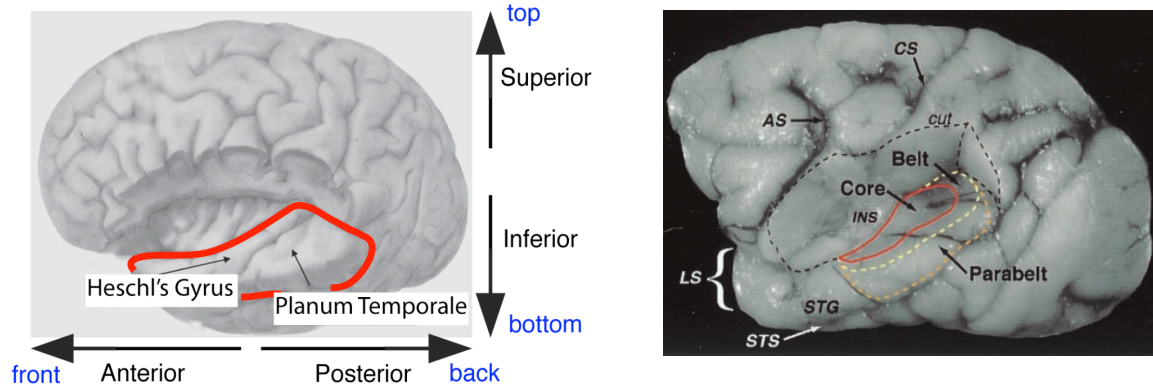 top
Superior
Inferior
bottom
Heschl's Gyrus
Planum Temporale
front
Anterior
Posterior
back
CS
AS
cut
Belt
Core
INS
LS
Parabelt
STG
STS